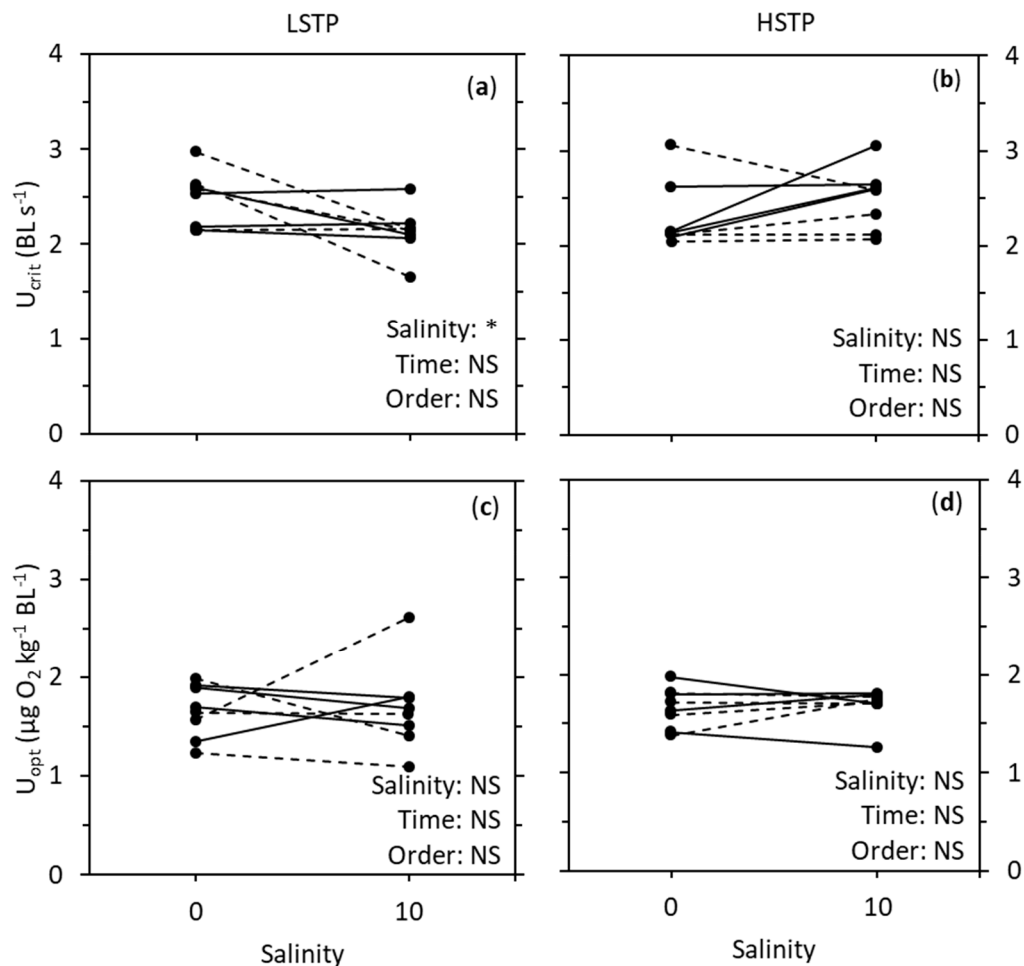 LSTP
HSTP
4
3
2
1
0
U_crit (BL s⁻¹)
(a)
Salinity: *
Time: NS
Order: NS
(b)
Salinity: NS
Time: NS
Order: NS
4
3
2
1
0
4
3
2
1
0
U_opt (µg O₂ kg⁻¹ BL⁻¹)
(c)
Salinity: NS
Time: NS
Order: NS
0
10
Salinity
(d)
Salinity: NS
Time: NS
Order: NS
4
3
2
1
0
0
10
Salinity